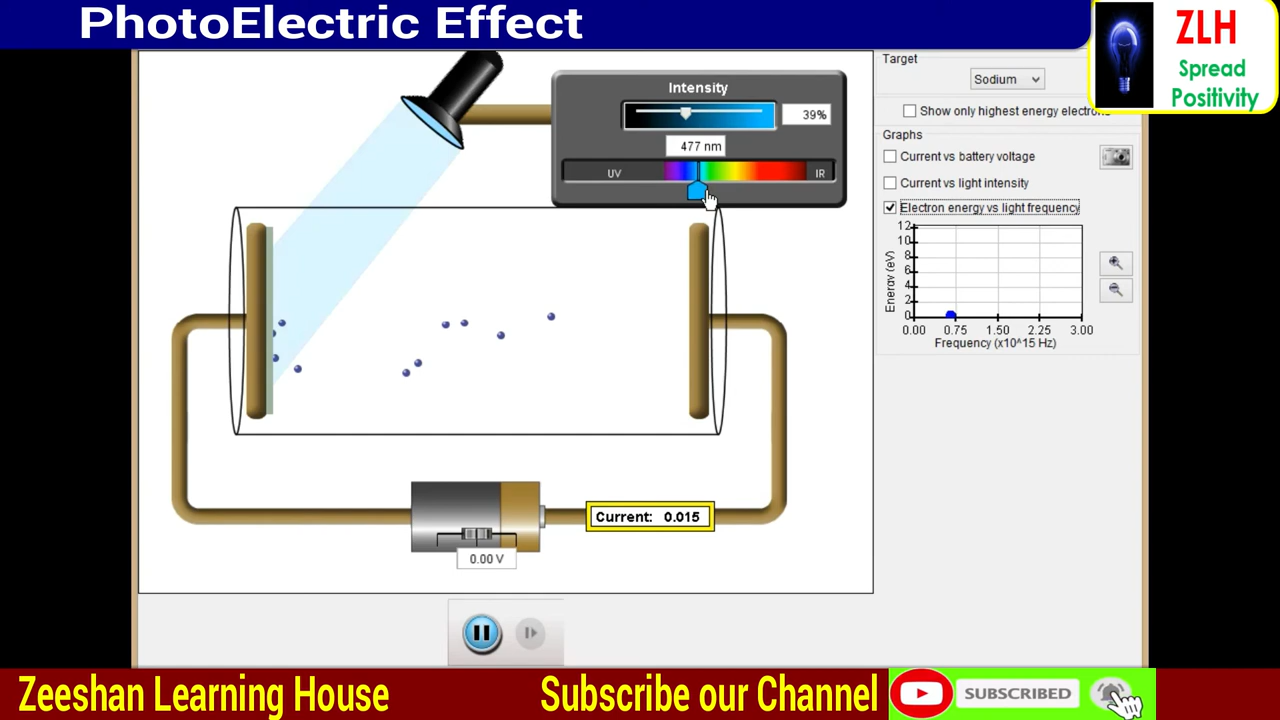 PhotoElectric Effect
ZLH
Spread
Positivity
Intensity
39%
477 nm
UV
IR
Target
Sodium
Show only highest energy electrons
Graphs
Current vs battery voltage
Current vs light intensity
Electron energy vs light frequency
12
10
8
6
4
2
0
Energy (eV)
0.00 0.75 1.50 2.25 3.00
Frequency (x10^15 Hz)
Current: 0.015
0.00 V
Zeeshan Learning House
Subscribe our Channel
SUBSCRIBED